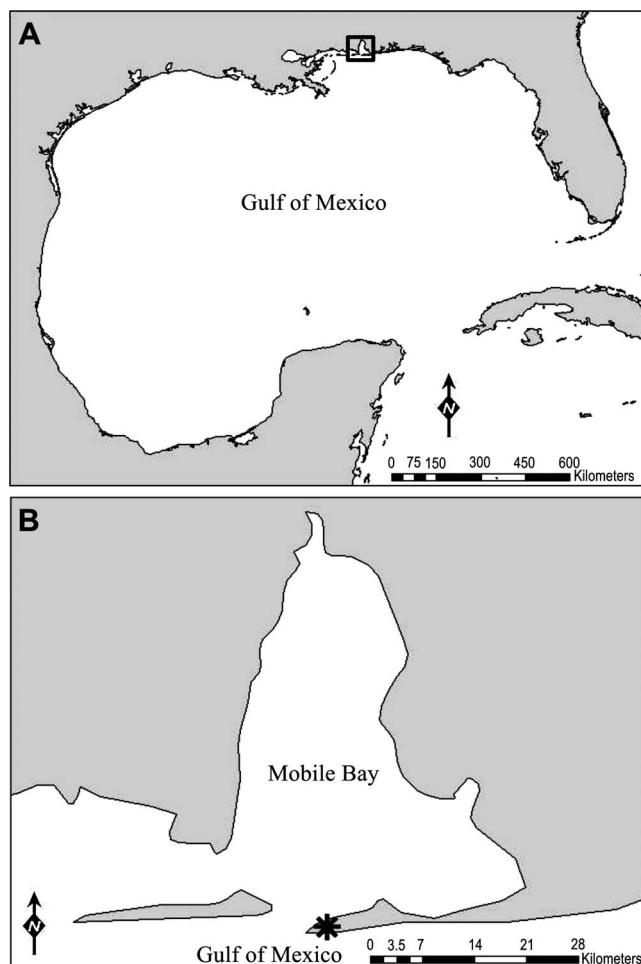 A
Gulf of Mexico
N
0 75 150 300 450 600
Kilometers
B
Mobile Bay
N
Gulf of Mexico
0 3.5 7 14 21 28
Kilometers